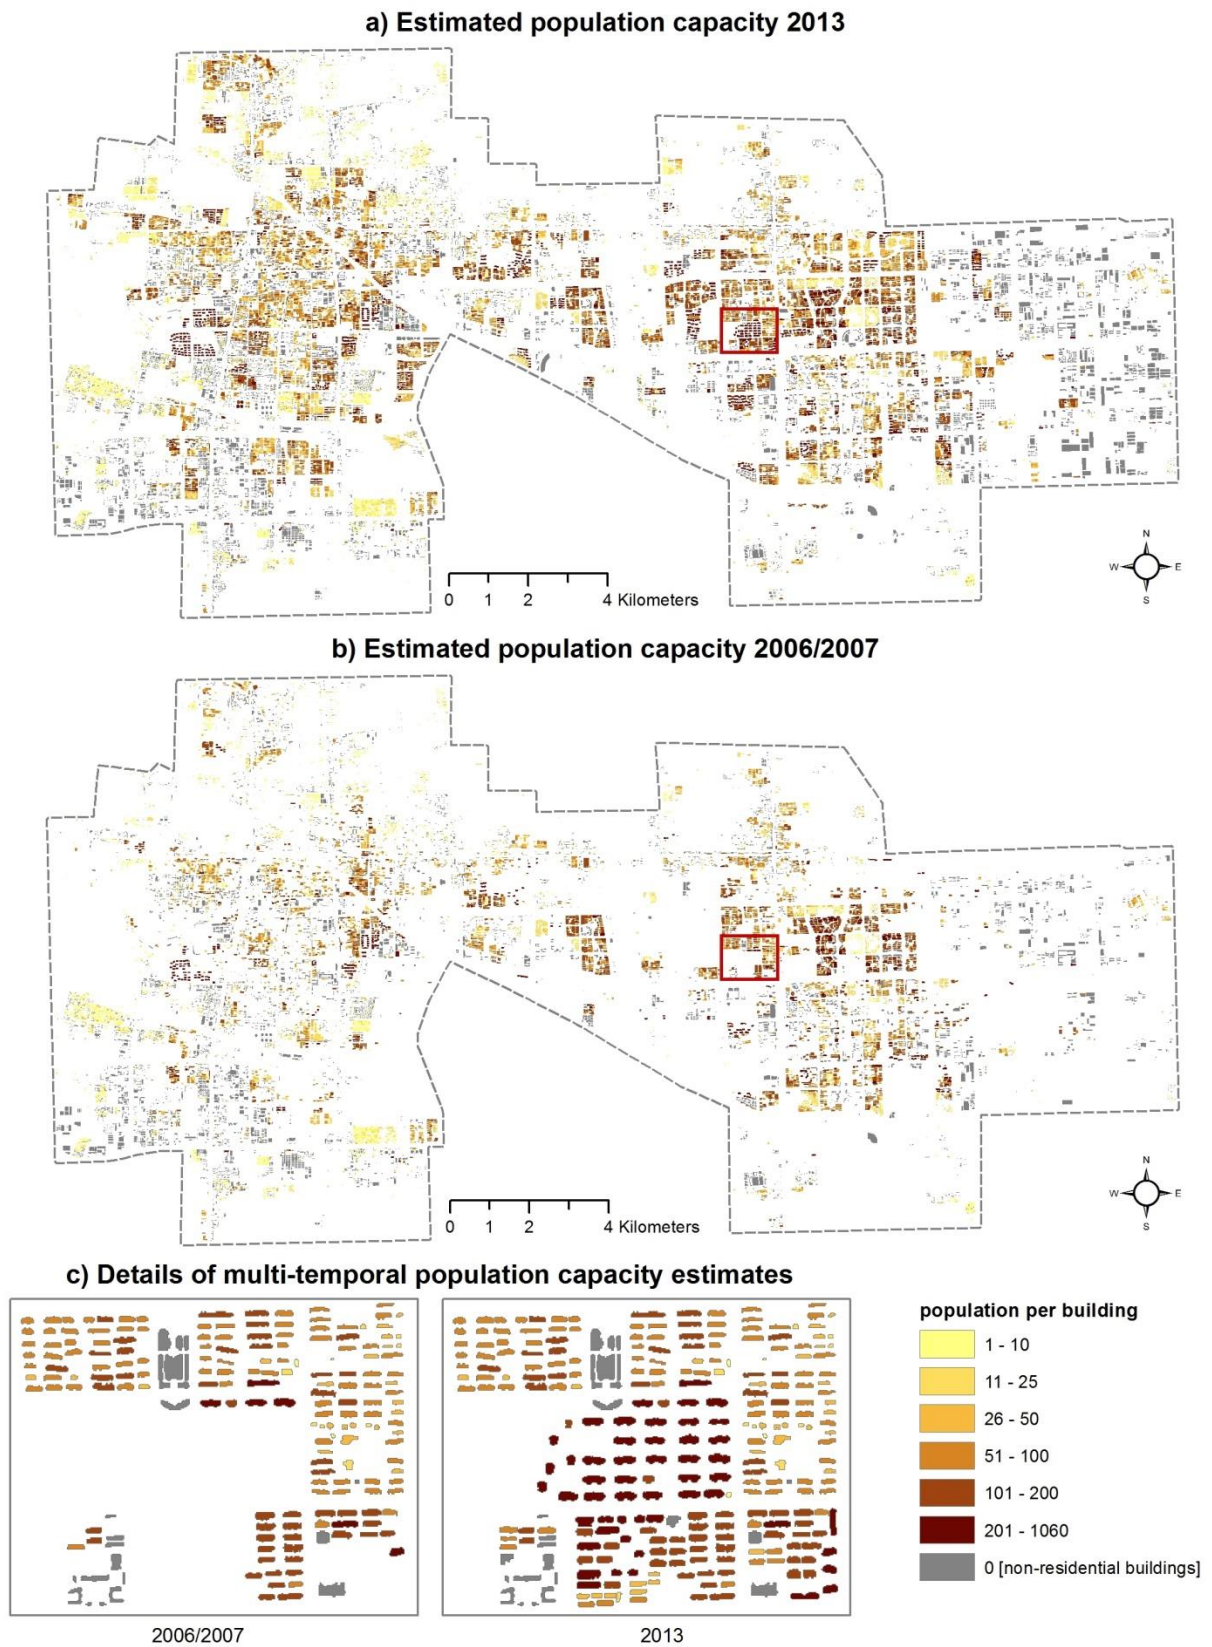 a) Estimated population capacity 2013
N
W E
S
0 1 2 4 Kilometers
b) Estimated population capacity 2006/2007
N
W E
S
0 1 2 4 Kilometers
c) Details of multi-temporal population capacity estimates
population per building
1 - 10
11 - 25
26 - 50
51 - 100
101 - 200
201 - 1060
0 [non-residential buildings]
2006/2007 2013